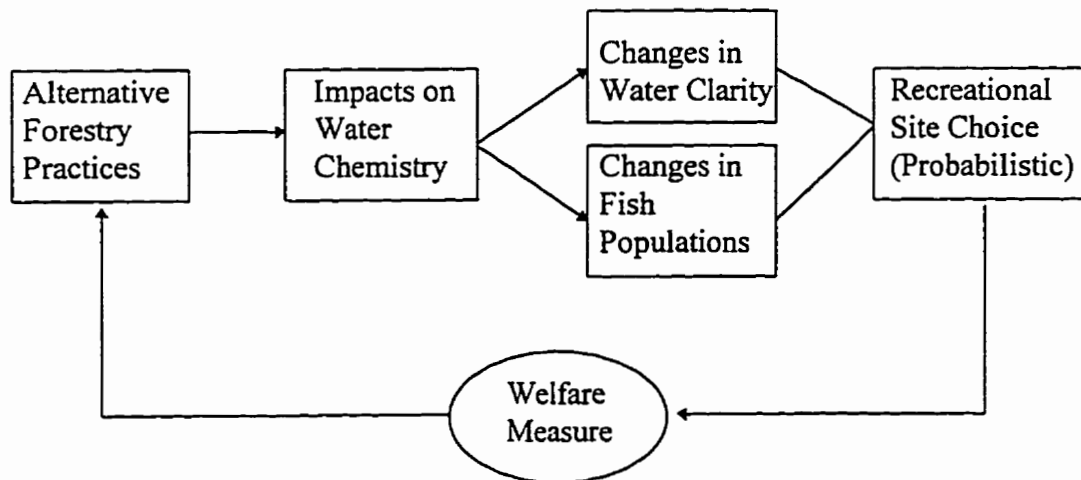 Alternative
Forestry
Practices
Impacts on
Water
Chemistry
Changes in
Water Clarity
Changes in
Fish
Populations
Recreational
Site Choice
(Probabilistic)
Welfare
Measure